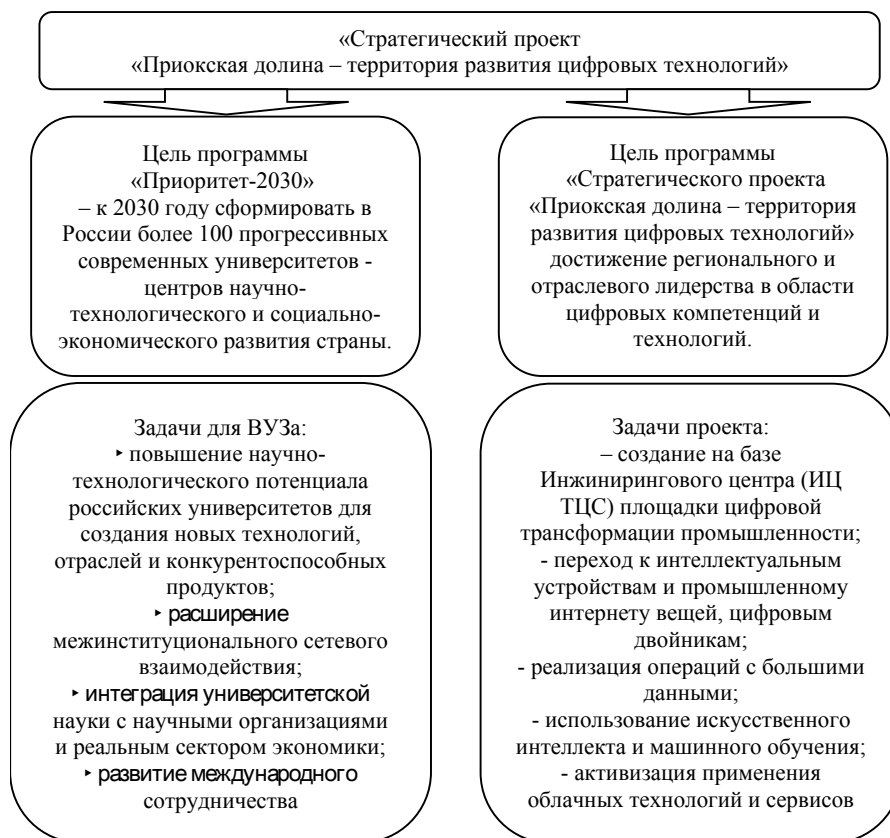 «Стратегический проект
«Приокская долина – территория развития цифровых технологий»
Цель программы
«Приоритет-2030»
– к 2030 году сформировать в
России более 100 прогрессивных
современных университетов -
центров научно-
технологического и социально-
экономического развития страны.
Цель программы
«Стратегического проекта
«Приокская долина – территория
развития цифровых технологий»
достижение регионального и
отраслевого лидерства в области
цифровых компетенций и
технологий.
Задачи для ВУЗа:
‣ повышение научно-
технологического потенциала
российских университетов для
создания новых технологий,
отраслей и конкурентоспособных
продуктов;
‣ расширение
межинституционального сетевого
взаимодействия;
‣ интеграция университетской
науки с научными организациями
и реальным сектором экономики;
‣ развитие международного
сотрудничества
Задачи проекта:
– создание на базе
Инжинирингового центра (ИЦ
ТЦС) площадки цифровой
трансформации промышленности;
- переход к интеллектуальным
устройствам и промышленному
интернету вещей, цифровым
двойникам;
- реализация операций с большими
данными;
- использование искусственного
интеллекта и машинного обучения;
- активизация применения
облачных технологий и сервисов